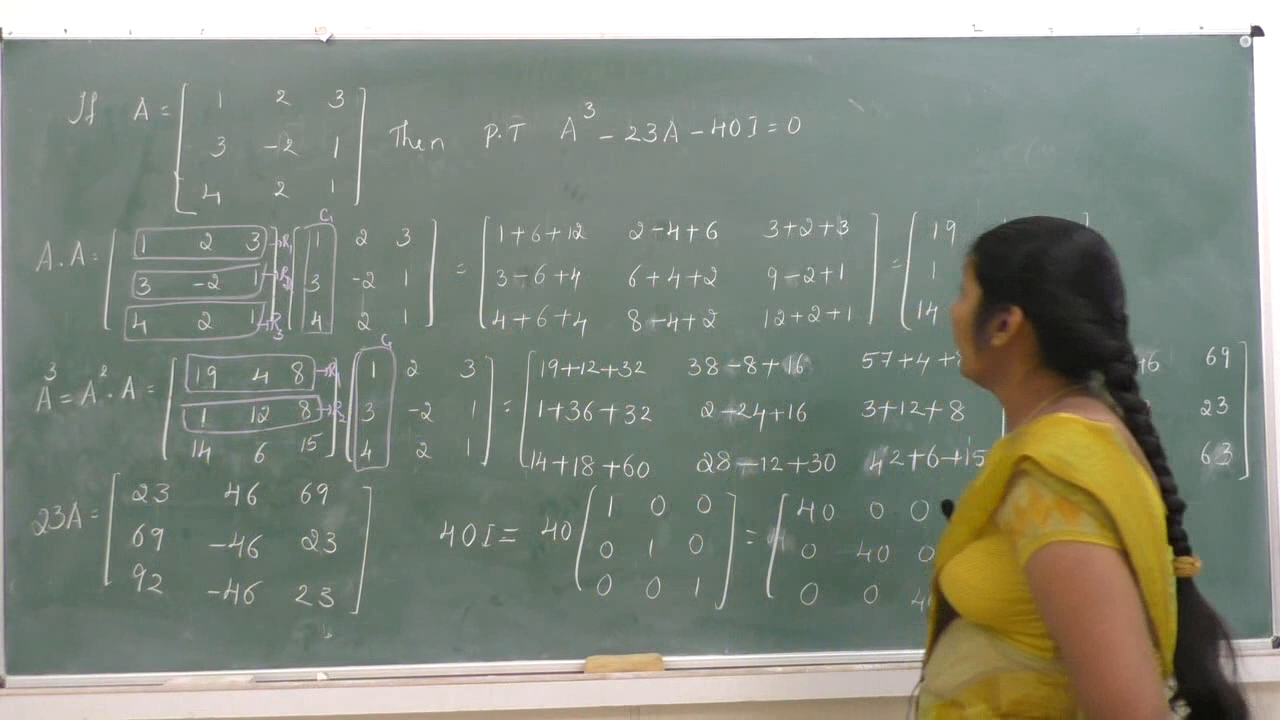 If A = [ 1 2 3
3 -2 1
4 2 1 ] Then P.T A³ - 23A - 40I = 0
C₁
A.A = [ 1 2 3 →R₁
3 -2 1 →R₂
4 2 1 →R₃ ] [ 1 2 3
3 -2 1
4 2 1 ] = [ 1+6+12 2-4+6 3+2+3
3-6+4 6+4+2 9-2+1
4+6+4 8-4+2 12+2+1 ] = [ 19
1
14
C₁
A³ = A².A = [ 19 4 8 →R₁
1 12 8 →R₂
14 6 15 ] [ 1 2 3
3 -2 1
4 2 1 ] = [ 19+12+32 38-8+16 57+4+ 69
1+36+32 2-24+16 3+12+8 23
14+18+60 28-12+30 42+6+15 63 ]
23A = [ 23 46 69
69 -46 23
92 -46 23 ]
40I = 40 [ 1 0 0
0 1 0
0 0 1 ] = [ 40 0 0
0 40 0
0 0